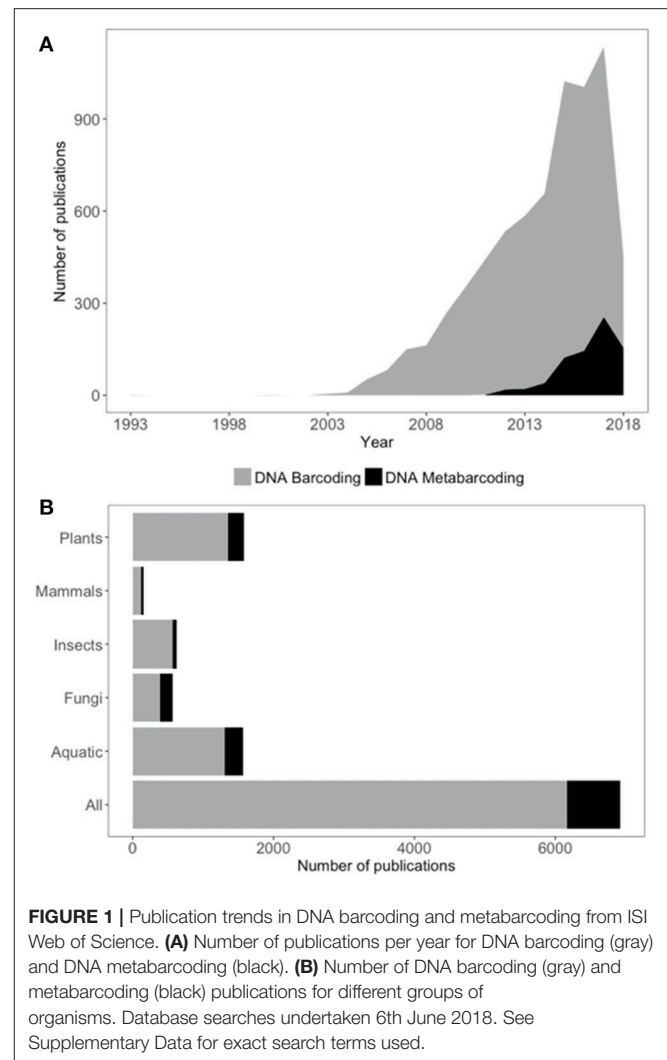 A
900
600
300
0
Number of publications
1993 1998 2003 2008 2013 2018
Year
DNA Barcoding DNA Metabarcoding
B
Plants
Mammals
Insects
Fungi
Aquatic
All
0 2000 4000 6000
Number of publications
FIGURE 1 | Publication trends in DNA barcoding and metabarcoding from ISI
Web of Science. (A) Number of publications per year for DNA barcoding (gray)
and DNA metabarcoding (black). (B) Number of DNA barcoding (gray) and
metabarcoding (black) publications for different groups of
organisms. Database searches undertaken 6th June 2018. See
Supplementary Data for exact search terms used.